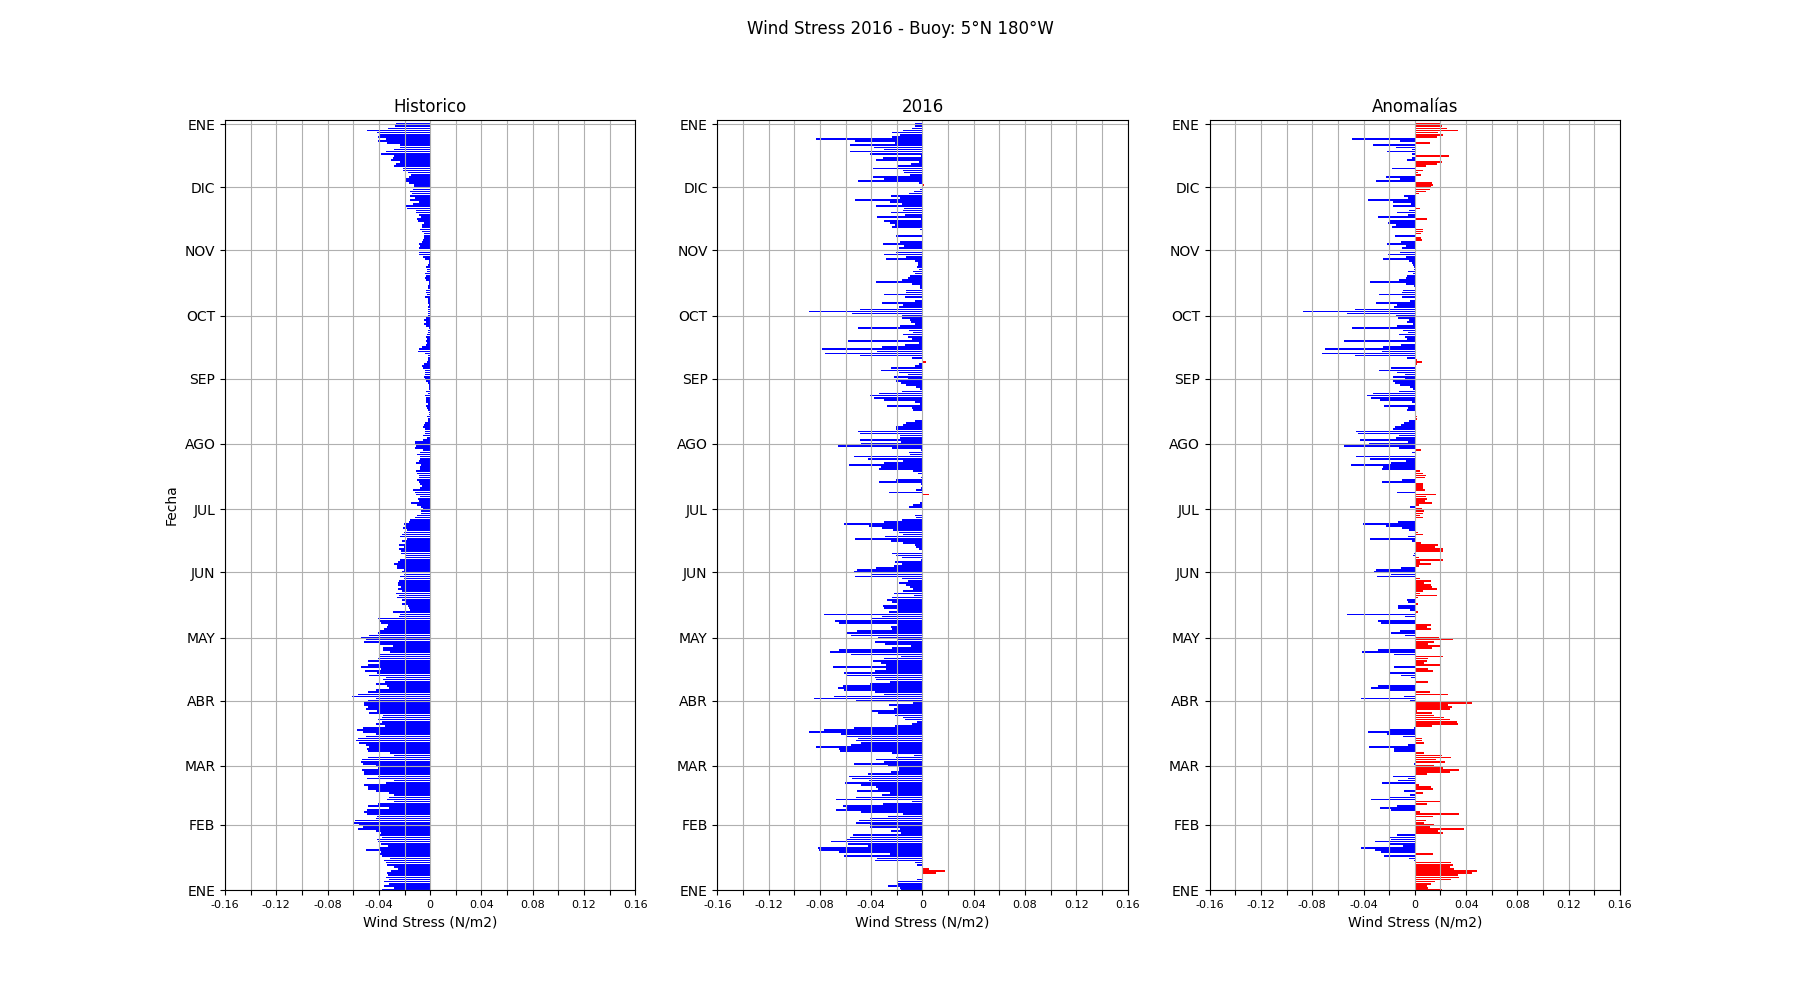 Wind Stress 2016 - Buoy: 5°N 180°W
Historico
2016
Anomalías
ENE
DIC
NOV
OCT
SEP
AGO
JUL
JUN
MAY
ABR
MAR
FEB
ENE
Fecha
-0.16 -0.12 -0.08 -0.04 0 0.04 0.08 0.12 0.16
Wind Stress (N/m2)
ENE
DIC
NOV
OCT
SEP
AGO
JUL
JUN
MAY
ABR
MAR
FEB
ENE
-0.16 -0.12 -0.08 -0.04 0 0.04 0.08 0.12 0.16
Wind Stress (N/m2)
ENE
DIC
NOV
OCT
SEP
AGO
JUL
JUN
MAY
ABR
MAR
FEB
ENE
-0.16 -0.12 -0.08 -0.04 0 0.04 0.08 0.12 0.16
Wind Stress (N/m2)